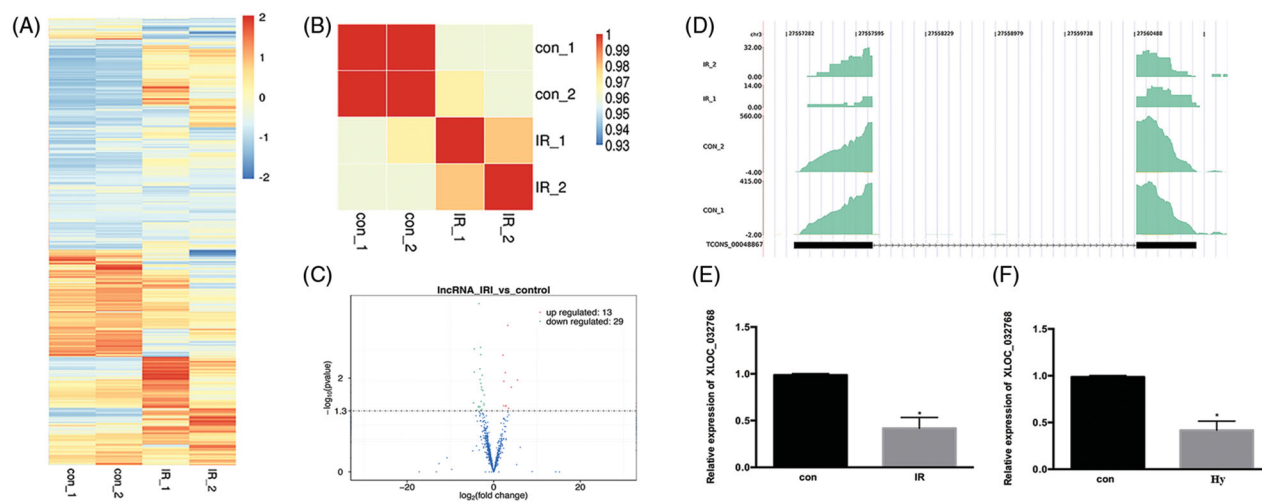 (A)
2
1
0
-1
-2
con_1
con_2
IR_1
IR_2
(B)
con_1
con_2
IR_1
IR_2
con_1
con_2
IR_1
IR_2
1
0.99
0.98
0.97
0.96
0.95
0.94
0.93
(C)
lncRNA_IRI_vs_control
up regulated: 13
down regulated: 29
−log10(pvalue)
2
1.3
0
−20
0
20
log2(fold change)
(D)
chr3
27557282
27557595
27558229
27558979
27559738
27560488
32.00
IR_2
0.00
14.00
IR_1
0.00
560.00
CON_2
-4.00
415.00
CON_1
-2.00
TCONS_00048867
(E)
Relative expression of XLOC_032768
1.5
1.0
0.5
0.0
*
con
IR
(F)
Relative expression of XLOC_032768
1.5
1.0
0.5
0.0
*
con
Hy